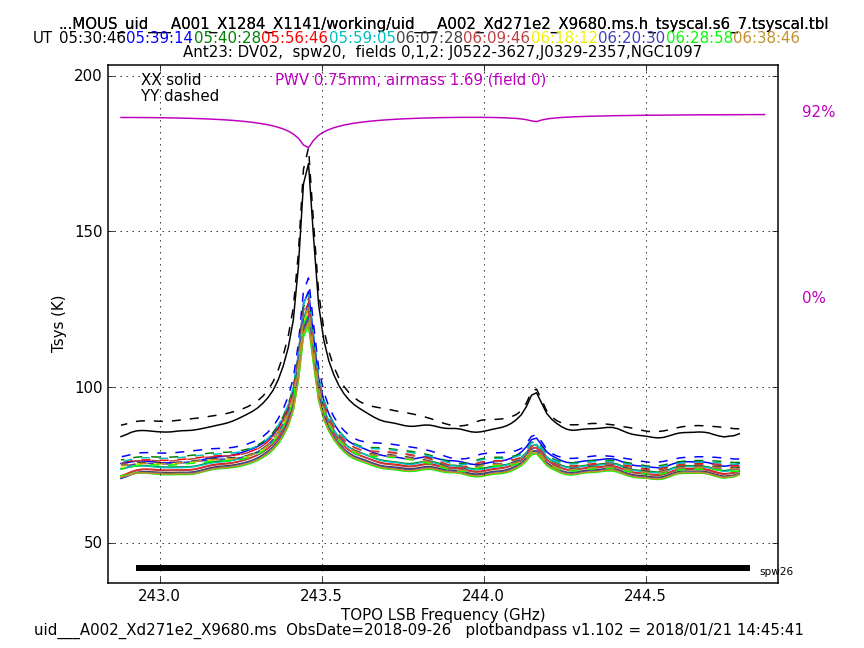 ...MOUS_uid___A001_X1284_X1141/working/uid___A002_Xd271e2_X9680.ms.h_tsyscal.s6_7.tsyscal.tbl
UT 05:30:46 05:39:14 05:40:28 05:56:46 05:59:05 06:07:28 06:09:46 06:18:12 06:20:30 06:28:58 06:38:46
Ant23: DV02, spw20, fields 0,1,2: J0522-3627,J0329-2357,NGC1097
XX solid
YY dashed
PWV 0.75mm, airmass 1.69 (field 0)
92%
0%
200
150
100
50
Tsys (K)
spw26
243.0 243.5 244.0 244.5
TOPO LSB Frequency (GHz)
uid___A002_Xd271e2_X9680.ms ObsDate=2018-09-26 plotbandpass v1.102 = 2018/01/21 14:45:41